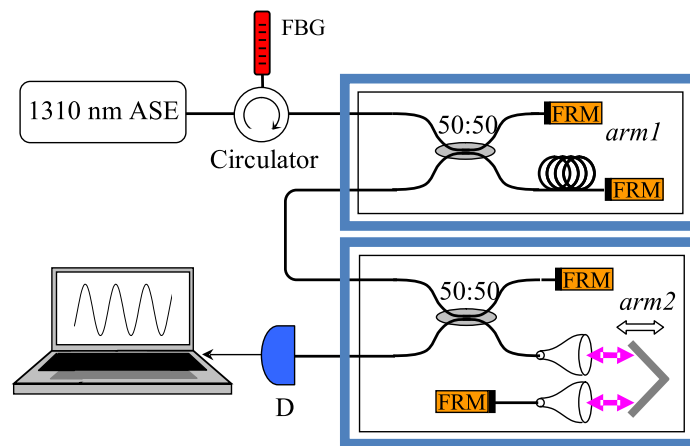 FBG
1310 nm ASE
Circulator
50:50
FRM
arm1
FRM
50:50
FRM
arm2
FRM
D